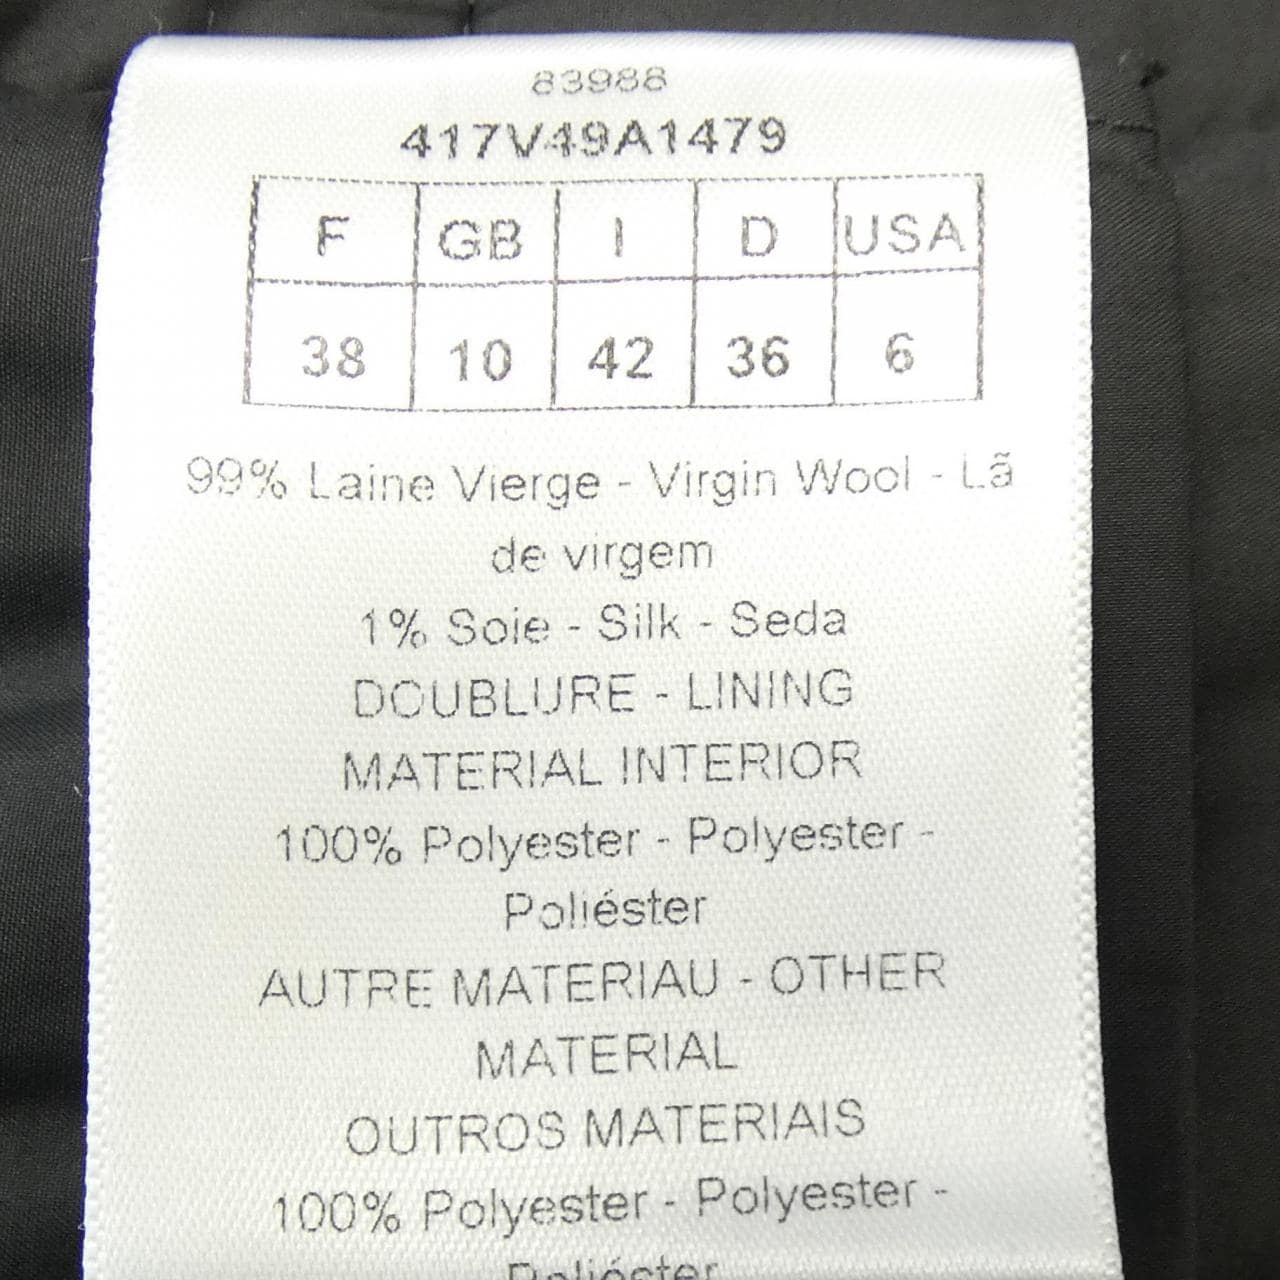 83988
417V49A1479
F GB I D USA
38 10 42 36 6
99% Laine Vierge - Virgin Wool - Lã
de virgem
1% Soie - Silk - Seda
DOUBLURE - LINING
MATERIAL INTERIOR
100% Polyester - Polyester -
Poliéster
AUTRE MATERIAU - OTHER
MATERIAL
OUTROS MATERIAIS
100% Polyester - Polyester -
Poliéster